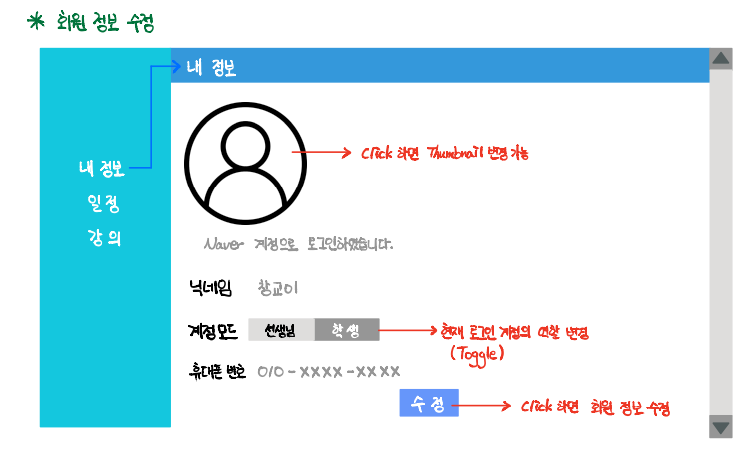 * 회원 정보 수정
내 정보
내 정보
일정
강의
Click 하면 Thumbnail 변경 가능
Naver 계정으로 로그인하였습니다.
닉네임 창교이
계정모드 선생님 학생
현재 로그인 계정의 역할 변경
(Toggle)
휴대폰 번호 010-XXXX-XXXX
수정
Click 하면 회원 정보 수정